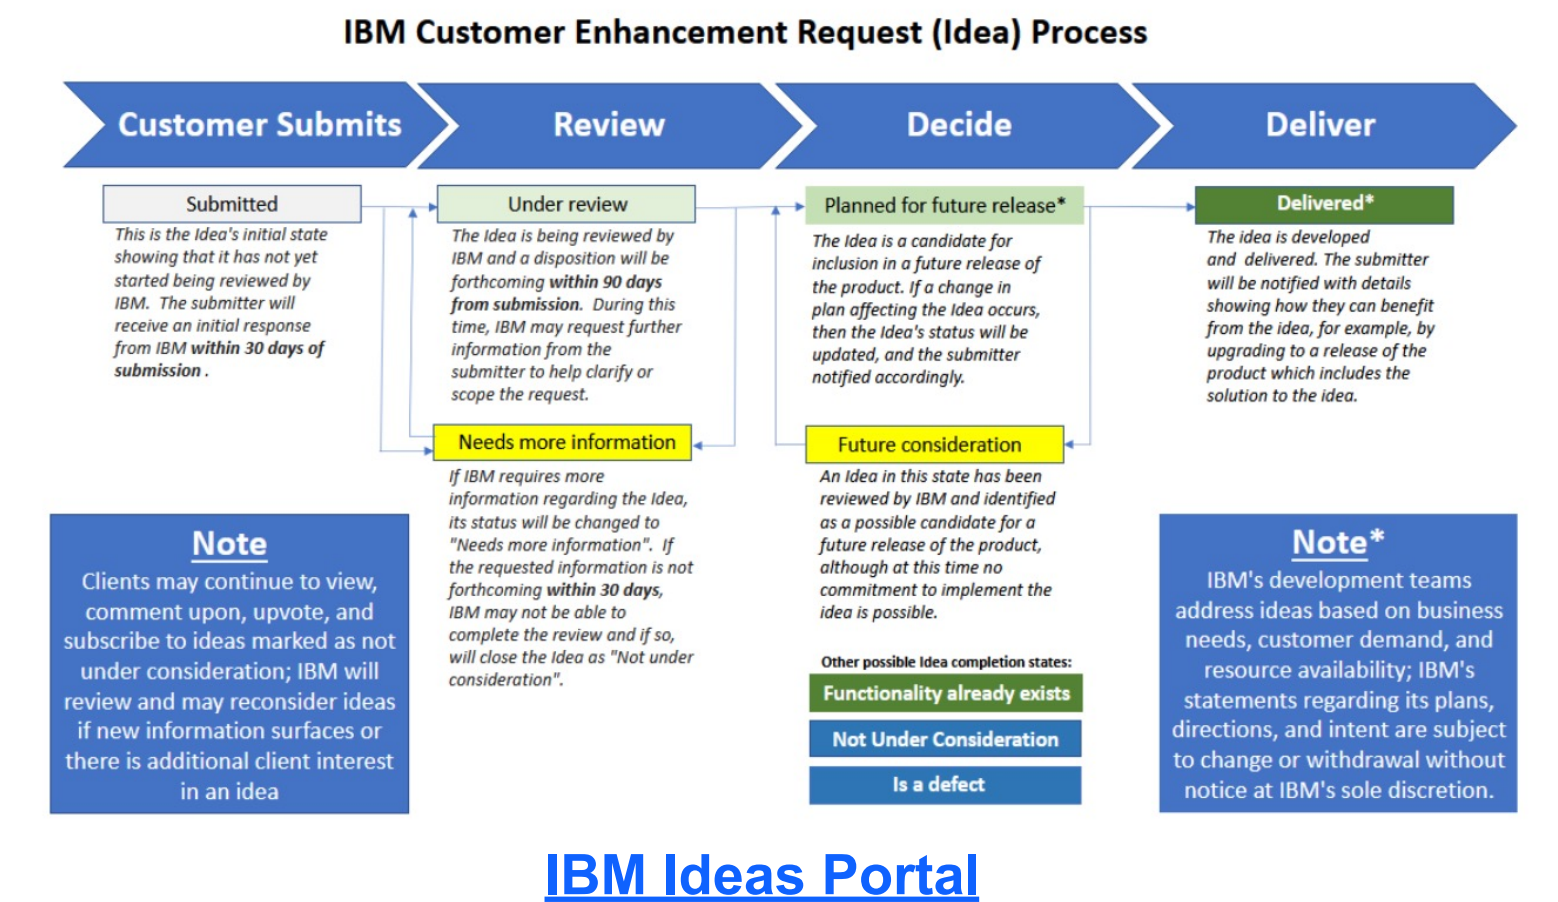 IBM Customer Enhancement Request (Idea) Process
Customer Submits
Review
Decide
Deliver
Submitted
This is the Idea's initial state
showing that it has not yet
started being reviewed by
IBM. The submitter will
receive an initial response
from IBM within 30 days of
submission .
Under review
The Idea is being reviewed by
IBM and a disposition will be
forthcoming within 90 days
from submission. During this
time, IBM may request further
information from the
submitter to help clarify or
scope the request.
Needs more information
If IBM requires more
information regarding the Idea,
its status will be changed to
"Needs more information". If
the requested information is not
forthcoming within 30 days,
IBM may not be able to
complete the review and if so,
will close the Idea as "Not under
consideration".
Planned for future release*
The Idea is a candidate for
inclusion in a future release of
the product. If a change in
plan affecting the Idea occurs,
then the Idea's status will be
updated, and the submitter
notified accordingly.
Future consideration
An Idea in this state has been
reviewed by IBM and identified
as a possible candidate for a
future release of the product,
although at this time no
commitment to implement the
idea is possible.
Other possible Idea completion states:
Functionality already exists
Not Under Consideration
Is a defect
Delivered*
The idea is developed
and delivered. The submitter
will be notified with details
showing how they can benefit
from the idea, for example, by
upgrading to a release of the
product which includes the
solution to the idea.
Note
Clients may continue to view,
comment upon, upvote, and
subscribe to ideas marked as not
under consideration; IBM will
review and may reconsider ideas
if new information surfaces or
there is additional client interest
in an idea
Note*
IBM's development teams
address ideas based on business
needs, customer demand, and
resource availability; IBM's
statements regarding its plans,
directions, and intent are subject
to change or withdrawal without
notice at IBM's sole discretion.
IBM Ideas Portal